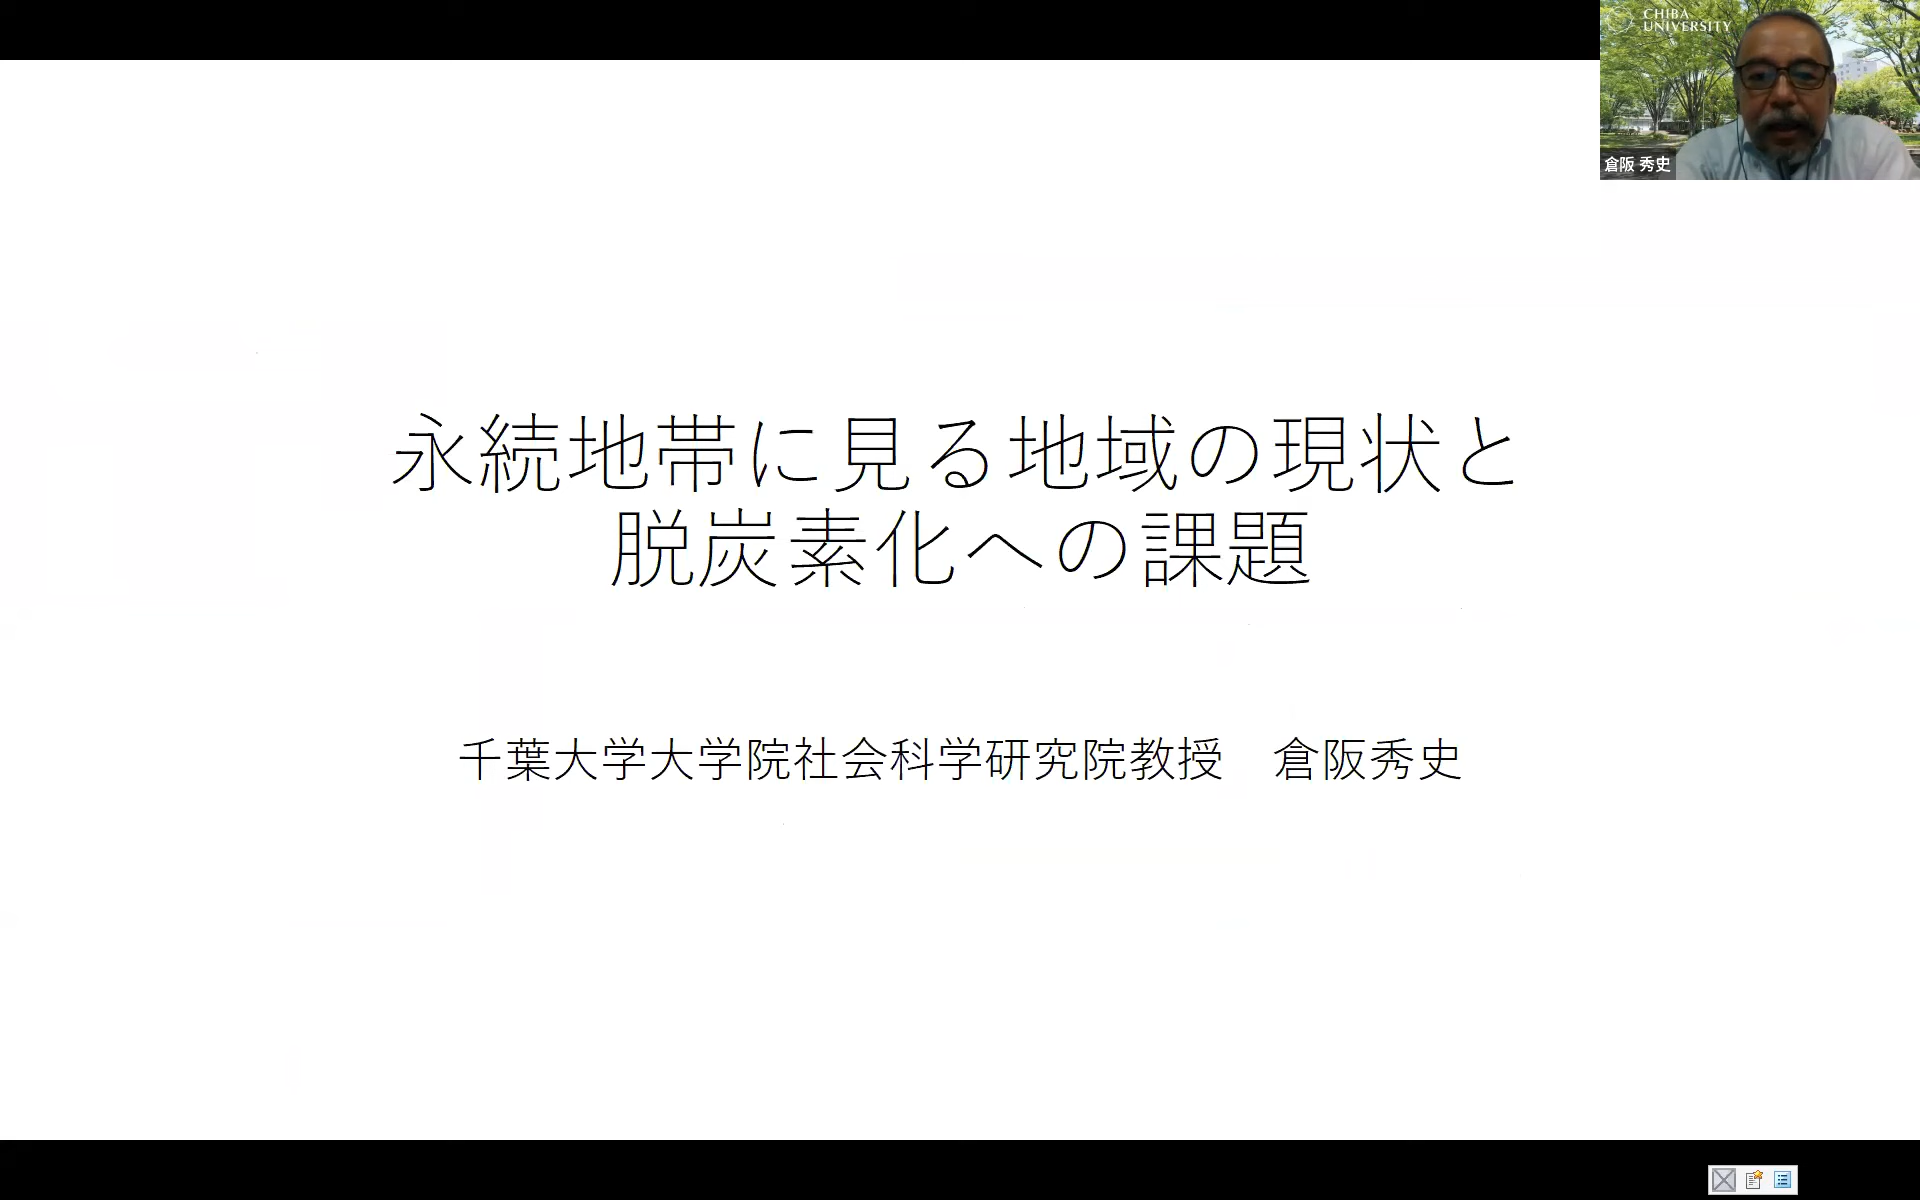 CHIBA
UNIVERSITY
倉阪 秀史
永続地帯に見る地域の現状と
脱炭素化への課題
千葉大学大学院社会科学研究院教授　倉阪秀史